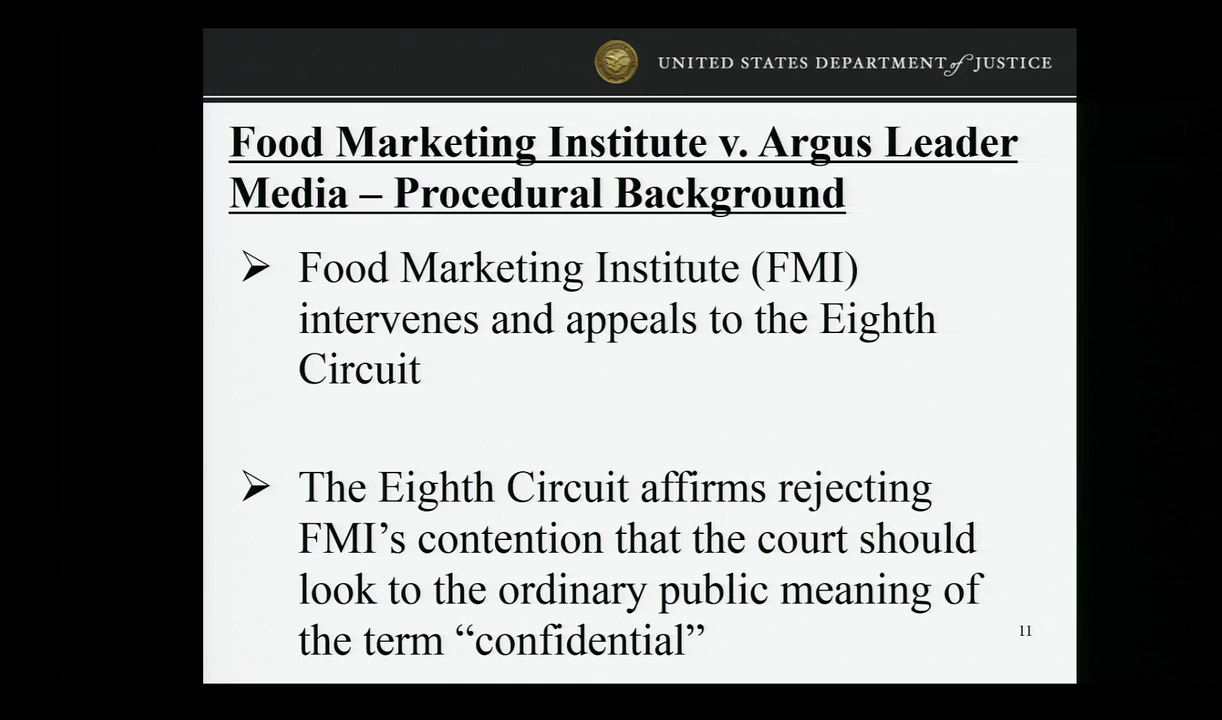 UNITED STATES DEPARTMENT of JUSTICE
Food Marketing Institute v. Argus Leader
Media – Procedural Background
➢ Food Marketing Institute (FMI)
intervenes and appeals to the Eighth
Circuit
➢ The Eighth Circuit affirms rejecting
FMI’s contention that the court should
look to the ordinary public meaning of
the term “confidential”
11